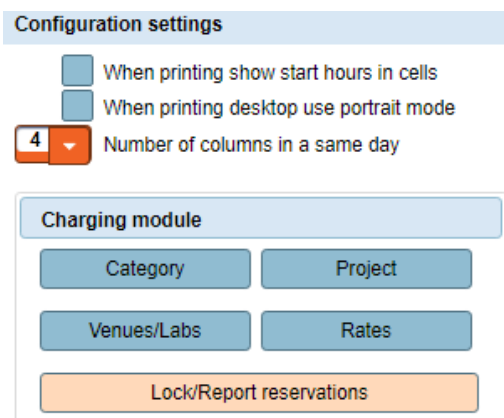 Configuration settings
When printing show start hours in cells
When printing desktop use portrait mode
4 Number of columns in a same day
Charging module
Category Project
Venues/Labs Rates
Lock/Report reservations